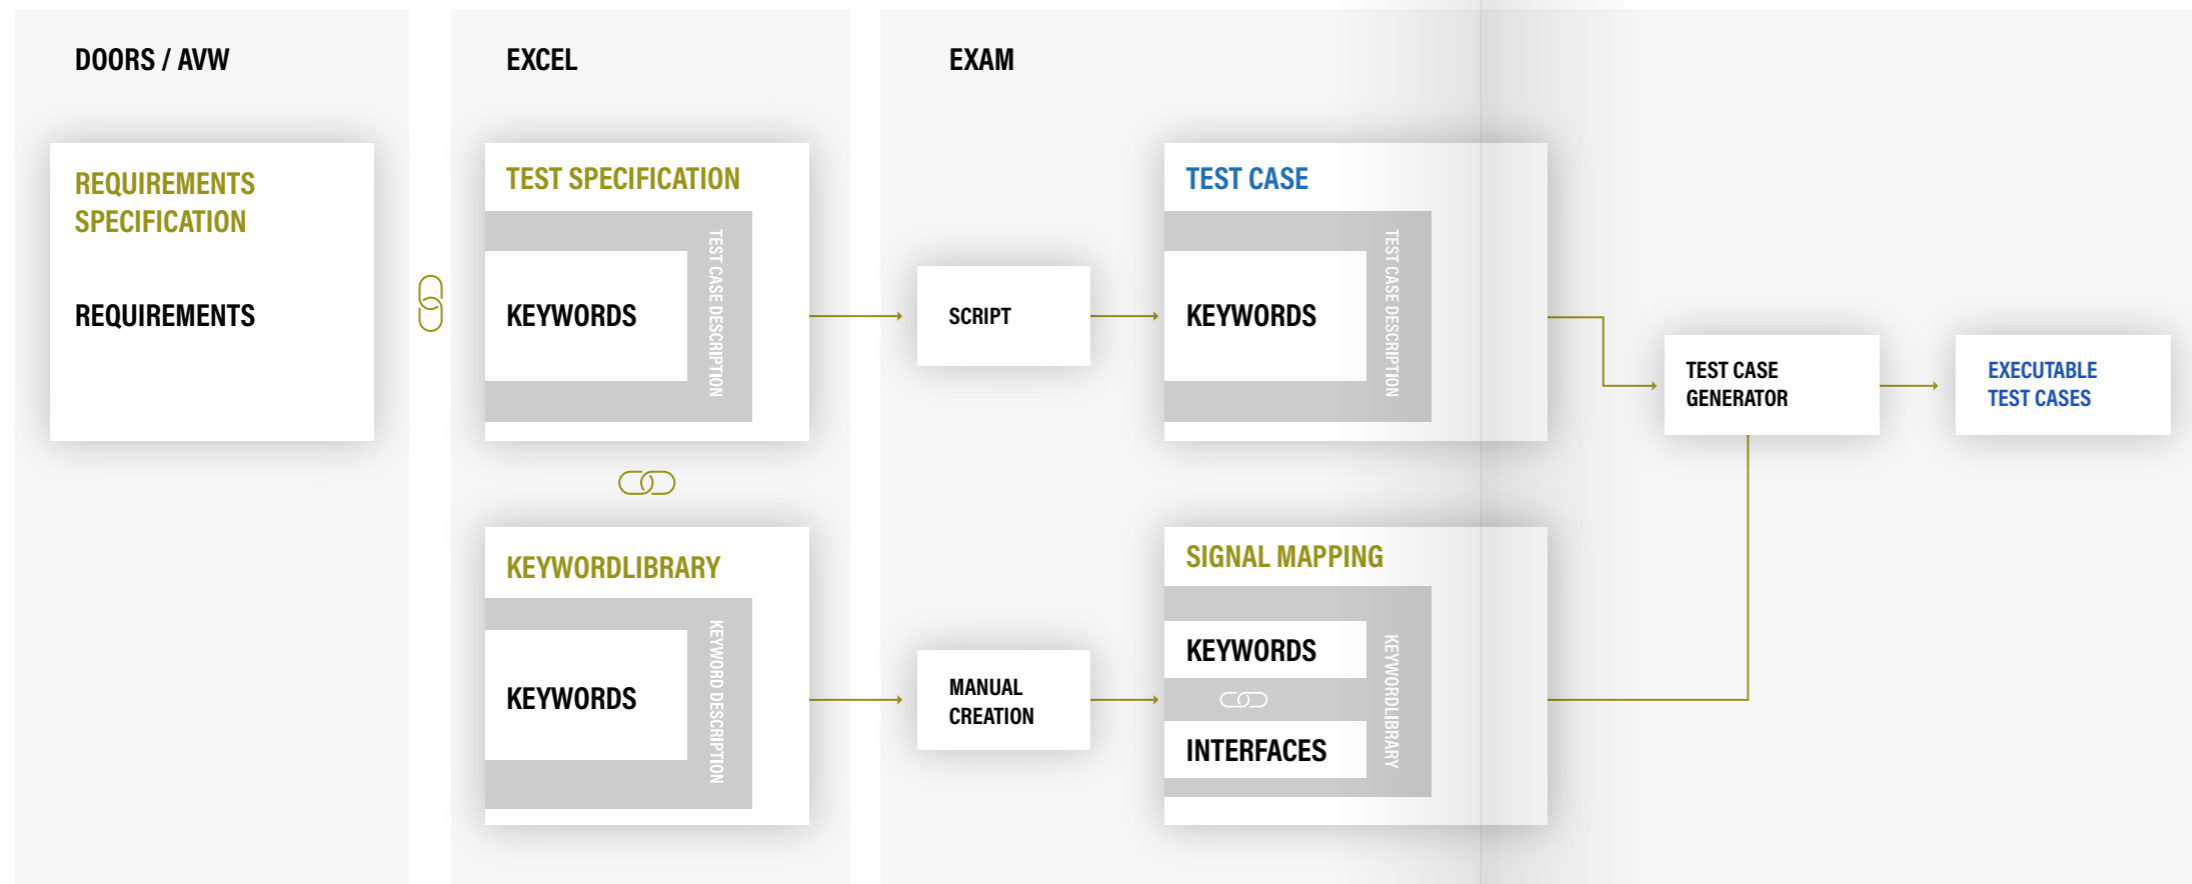 DOORS / AVW
REQUIREMENTS
SPECIFICATION
REQUIREMENTS
EXCEL
TEST SPECIFICATION
KEYWORDS
TEST CASE DESCRIPTION
KEYWORDLIBRARY
KEYWORDS
KEYWORD DESCRIPTION
EXAM
SCRIPT
TEST CASE
KEYWORDS
TEST CASE DESCRIPTION
MANUAL
CREATION
SIGNAL MAPPING
KEYWORDS
INTERFACES
KEYWORDLIBRARY
TEST CASE
GENERATOR
EXECUTABLE
TEST CASES